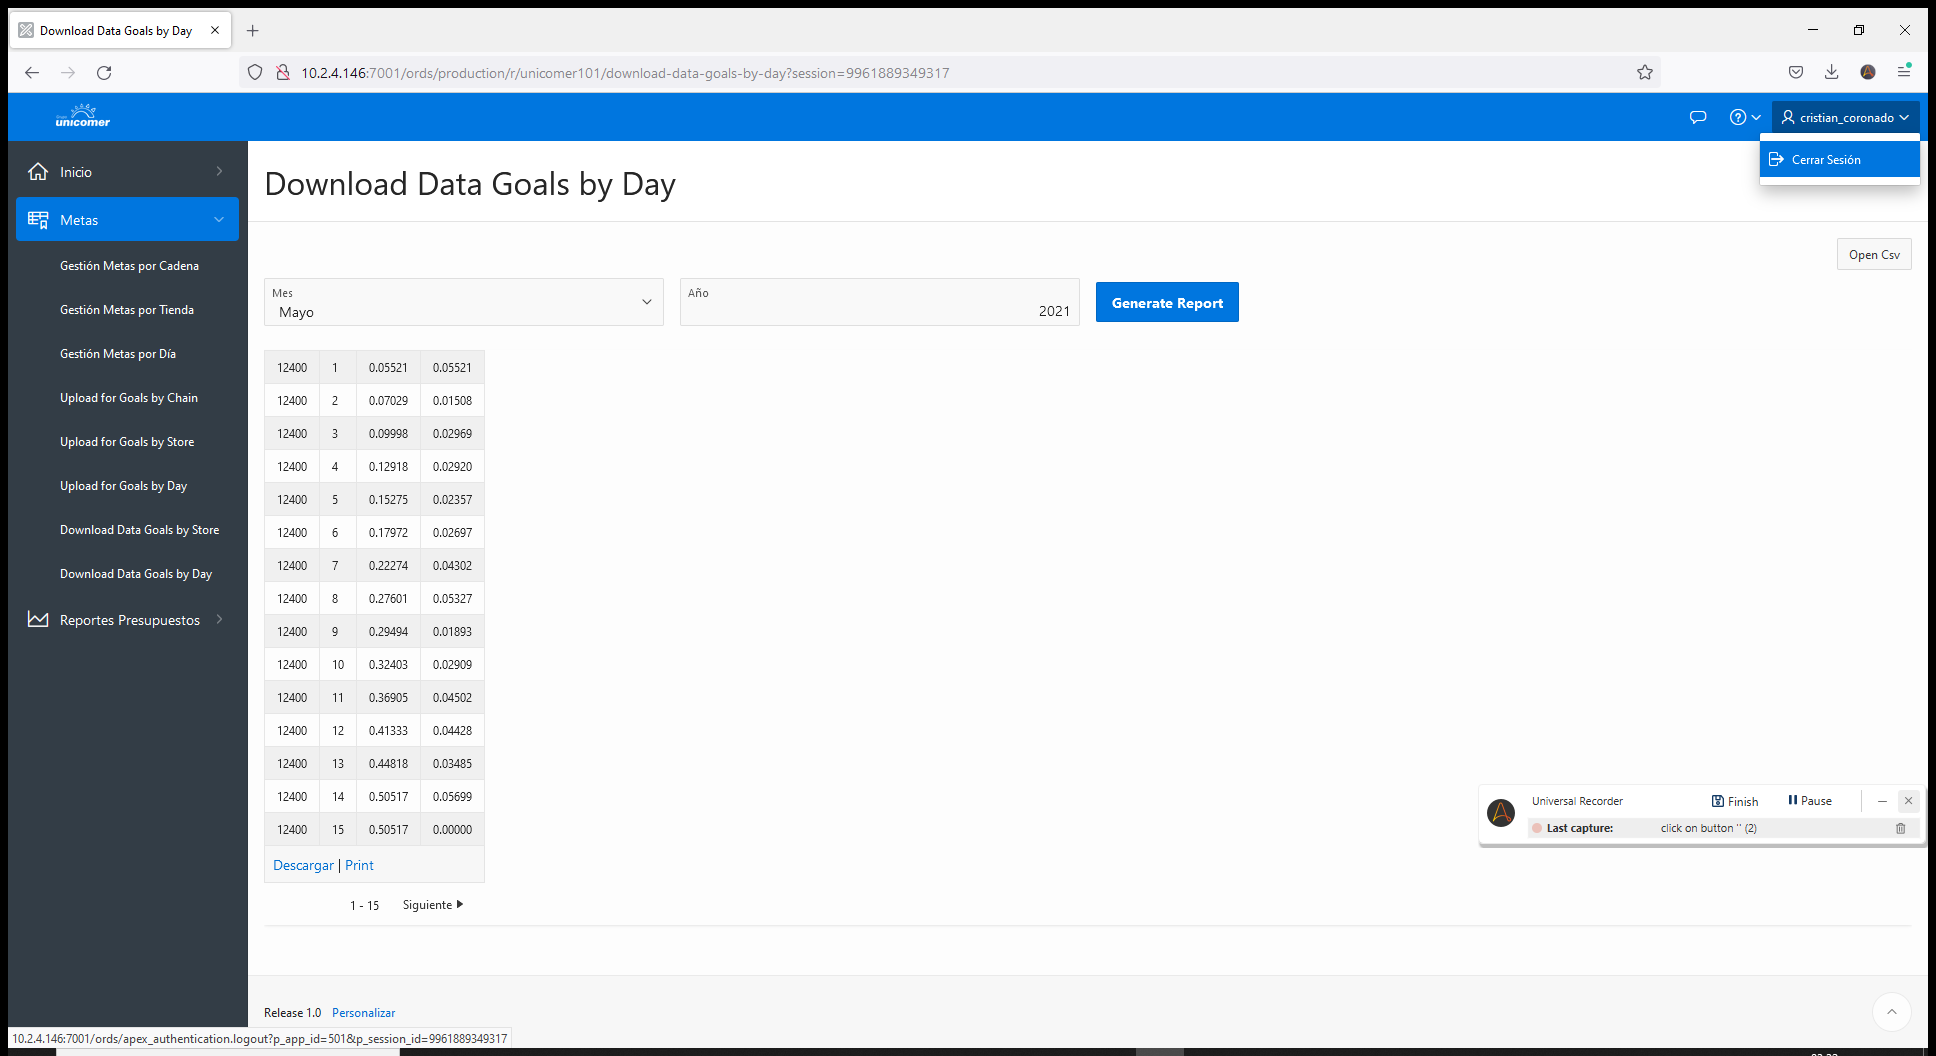 Download Data Goals by Day
10.2.4.146:7001/ords/production/r/unicomer101/download-data-goals-by-day?session=9961889349317
unicomer
cristian_coronado
Cerrar Sesión
Inicio
Metas
Gestión Metas por Cadena
Gestión Metas por Tienda
Gestión Metas por Día
Upload for Goals by Chain
Upload for Goals by Store
Upload for Goals by Day
Download Data Goals by Store
Download Data Goals by Day
Reportes Presupuestos
Download Data Goals by Day
Open Csv
Mes
Mayo
Año
2021
Generate Report
12400 1 0.05521 0.05521
12400 2 0.07029 0.01508
12400 3 0.09998 0.02969
12400 4 0.12918 0.02920
12400 5 0.15275 0.02357
12400 6 0.17972 0.02697
12400 7 0.22274 0.04302
12400 8 0.27601 0.05327
12400 9 0.29494 0.01893
12400 10 0.32403 0.02909
12400 11 0.36905 0.04502
12400 12 0.41333 0.04428
12400 13 0.44818 0.03485
12400 14 0.50517 0.05699
12400 15 0.50517 0.00000
Descargar | Print
1 - 15 Siguiente
Universal Recorder Finish Pause
Last capture: click on button '' (2)
Release 1.0 Personalizar
10.2.4.146:7001/ords/apex_authentication.logout?p_app_id=501&p_session_id=9961889349317